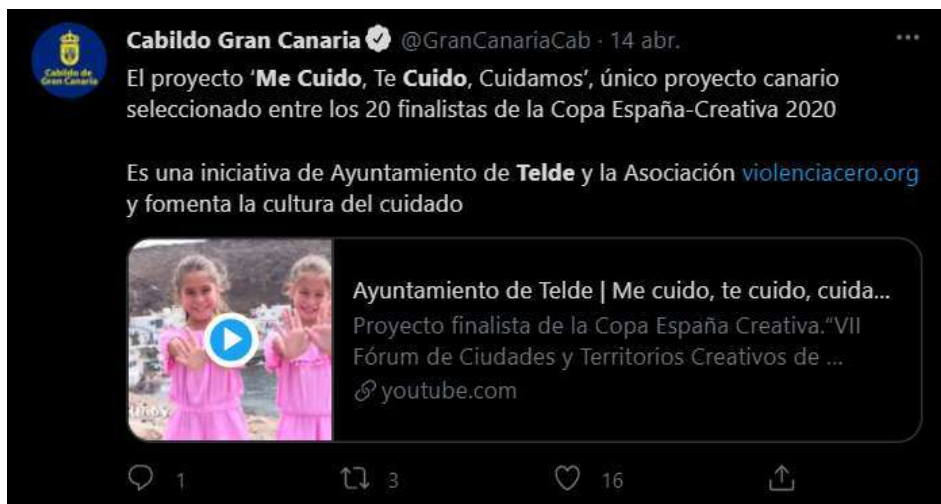 Cabildo Gran Canaria @GranCanariaCab · 14 abr.
El proyecto ‘Me Cuido, Te Cuido, Cuidamos’, único proyecto canario
seleccionado entre los 20 finalistas de la Copa España-Creativa 2020
Es una iniciativa de Ayuntamiento de Telde y la Asociación violenciacero.org
y fomenta la cultura del cuidado
Cabildo de
Gran Canaria
Ayuntamiento de Telde | Me cuido, te cuido, cuida...
Proyecto finalista de la Copa España Creativa.“VII
Fórum de Ciudades y Territorios Creativos de ...
youtube.com
1 3 16